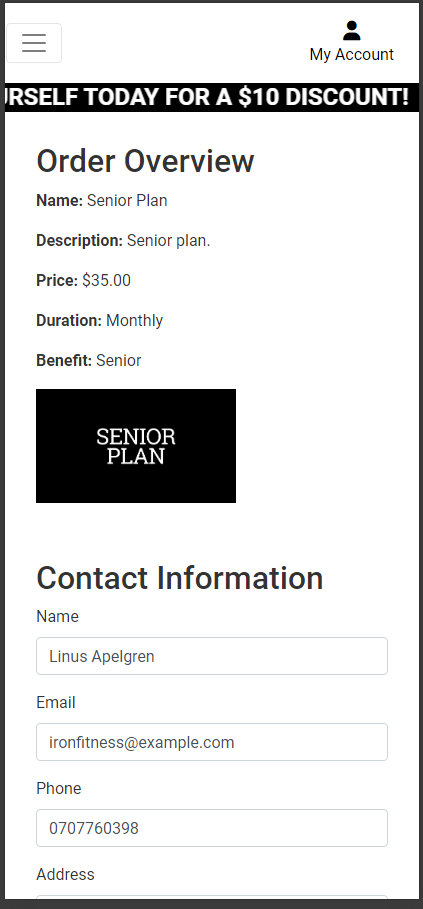 My Account
TODAY FOR A $10 DISCOUNT!
Order Overview
Name: Senior Plan
Description: Senior plan.
Price: $35.00
Duration: Monthly
Benefit: Senior
SENIOR
PLAN
Contact Information
Name
Linus Apelgren
Email
ironfitness@example.com
Phone
0707760398
Address